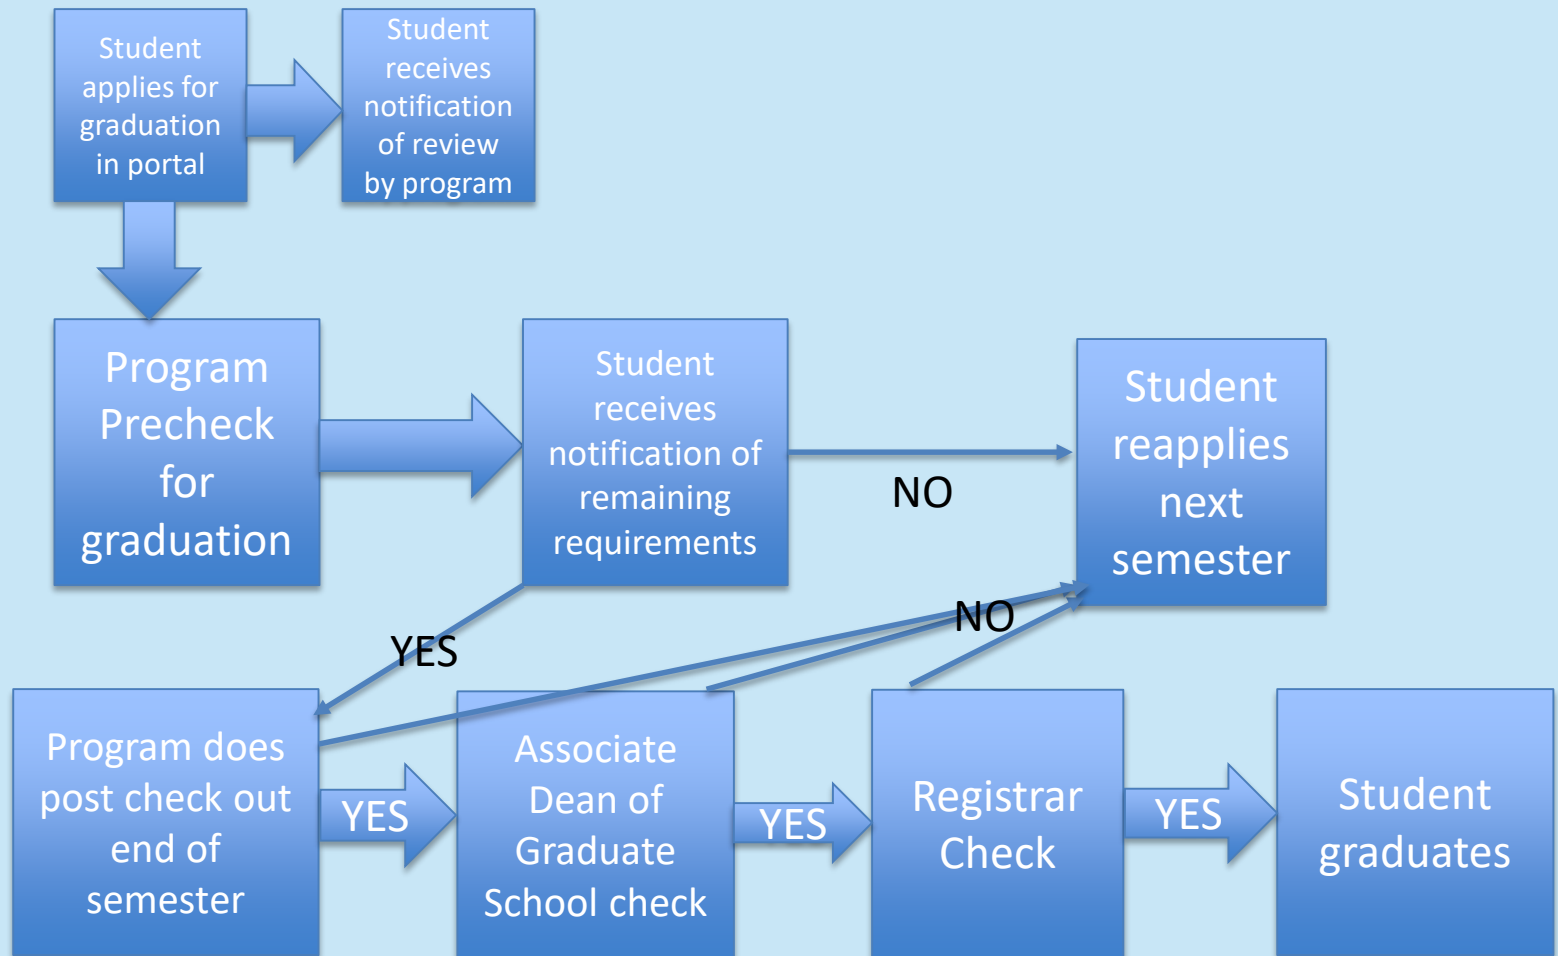 Student
applies for
graduation
in portal
Student
receives
notification
of review
by program
Program
Precheck
for
graduation
Student
receives
notification of
remaining
requirements
NO
Student
reapplies
next
semester
YES
NO
Program does
post check out
end of
semester
YES
Associate
Dean of
Graduate
School check
YES
Registrar
Check
YES
Student
graduates